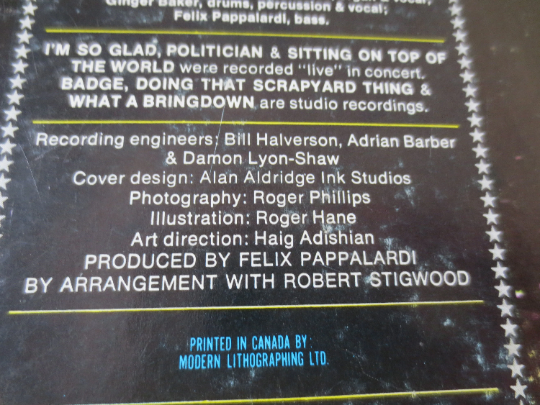 Ginger Baker, drums, percussion & vocal;
Felix Pappalardi, bass.
I'M SO GLAD, POLITICIAN & SITTING ON TOP OF
THE WORLD were recorded "live" in concert.
BADGE, DOING THAT SCRAPYARD THING &
WHAT A BRINGDOWN are studio recordings.
Recording engineers: Bill Halverson, Adrian Barber
& Damon Lyon-Shaw
Cover design: Alan Aldridge Ink Studios
Photography: Roger Phillips
Illustration: Roger Hane
Art direction: Haig Adishian
PRODUCED BY FELIX PAPPALARDI
BY ARRANGEMENT WITH ROBERT STIGWOOD
PRINTED IN CANADA BY:
MODERN LITHOGRAPHING LTD.